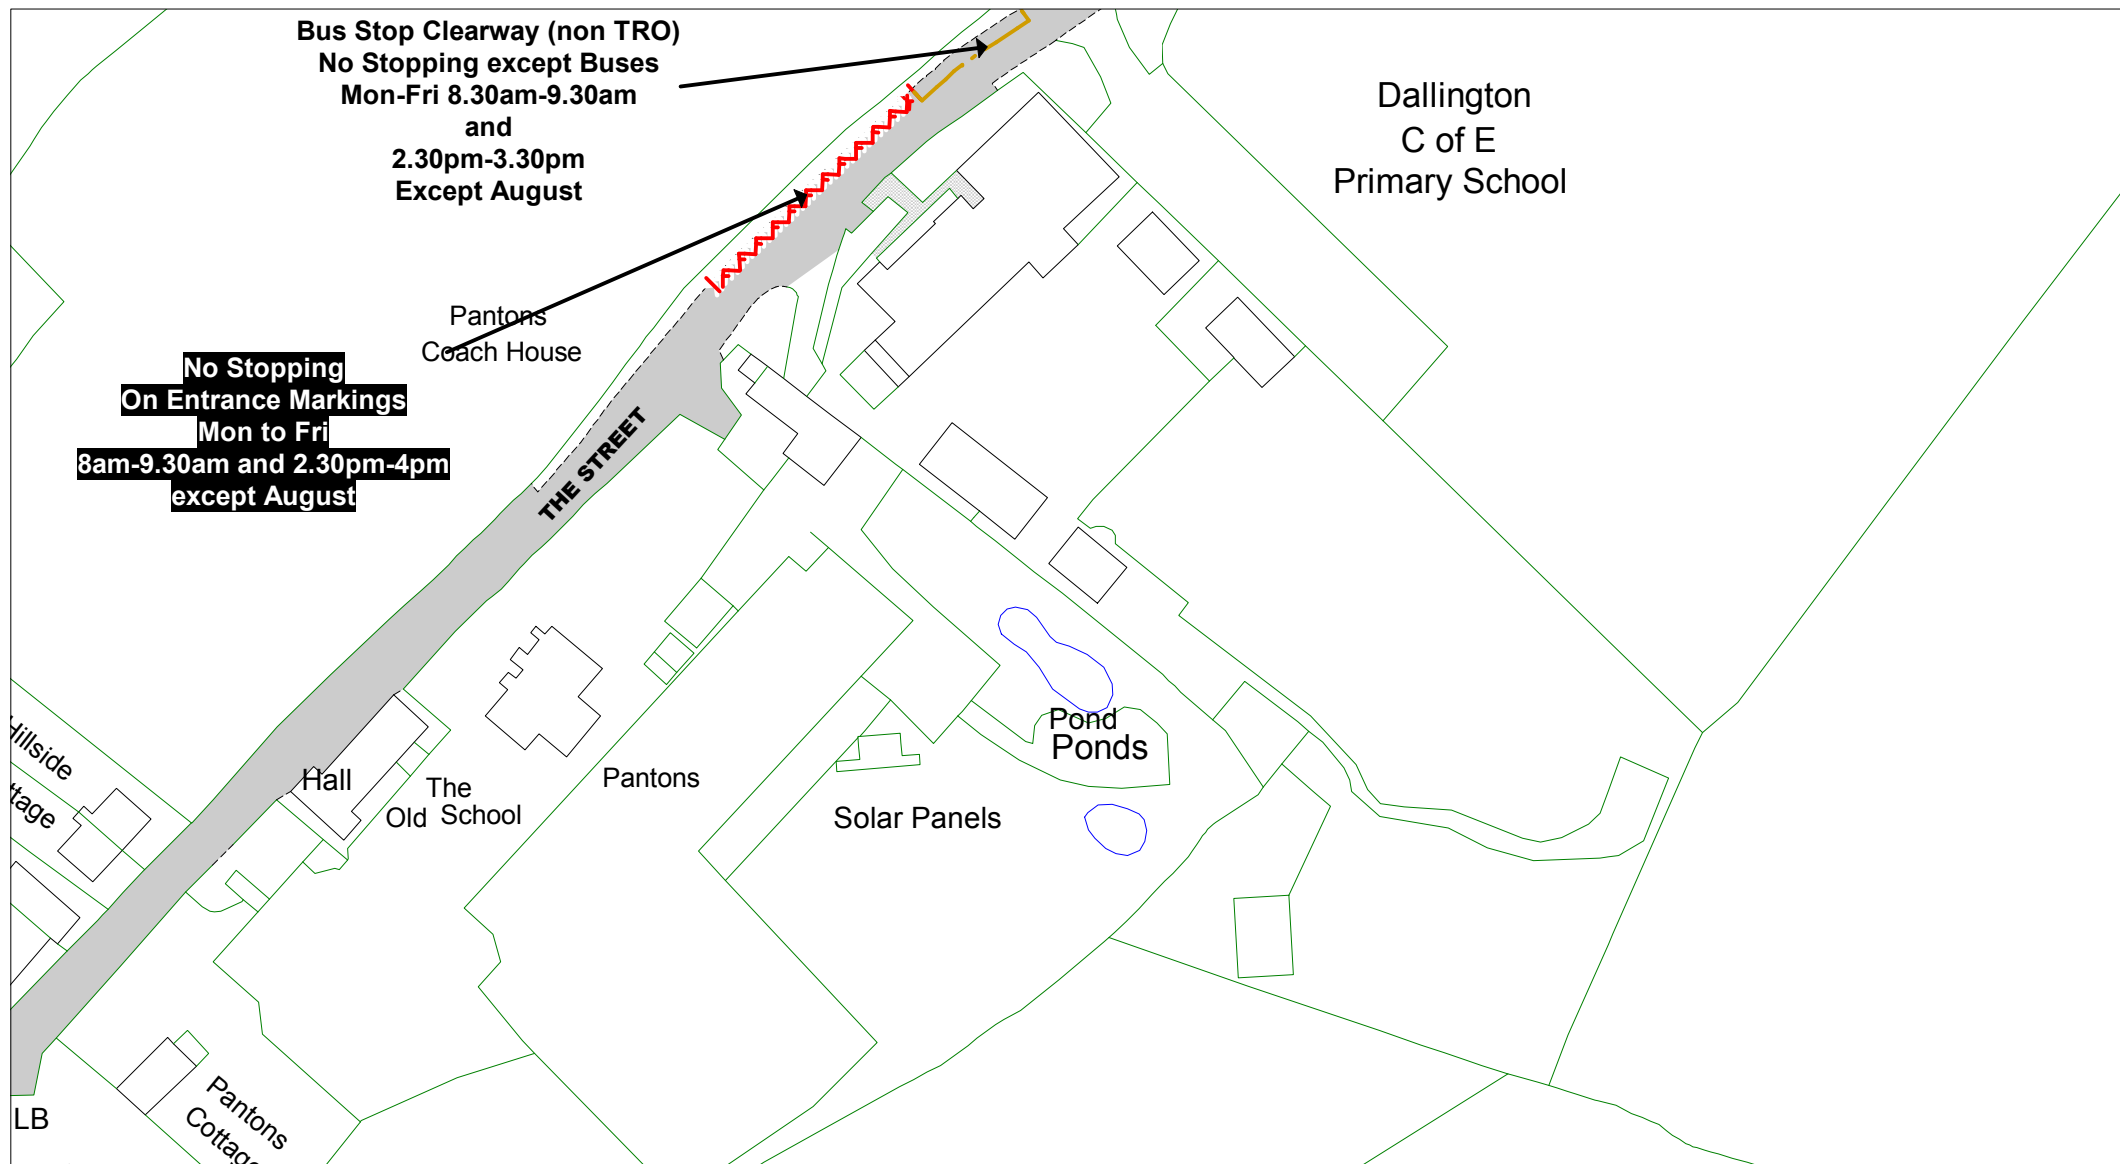 Bus Stop Clearway (non TRO)
No Stopping except Buses
Mon-Fri 8.30am-9.30am
and
2.30pm-3.30pm
Except August
Dallington
C of E
Primary School
Pantons
Coach House
No Stopping
On Entrance Markings
Mon to Fri
8am-9.30am and 2.30pm-4pm
except August
THE STREET
Hillside
ttage
Hall
The
Old School
Pantons
Pond
Ponds
Solar Panels
LB
Pantons
Cottage